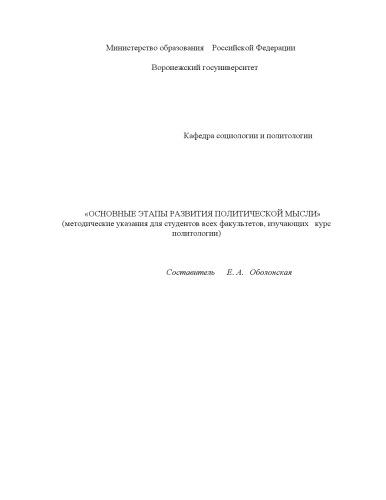 Министерство образования Российской Федерации
Воронежский госуниверситет
Кафедра социологии и политологии
«ОСНОВНЫЕ ЭТАПЫ РАЗВИТИЯ ПОЛИТИЧЕСКОЙ МЫСЛИ»
(методические указания для студентов всех факультетов, изучающих курс
политологии)
Составитель Е. А. Оболонская